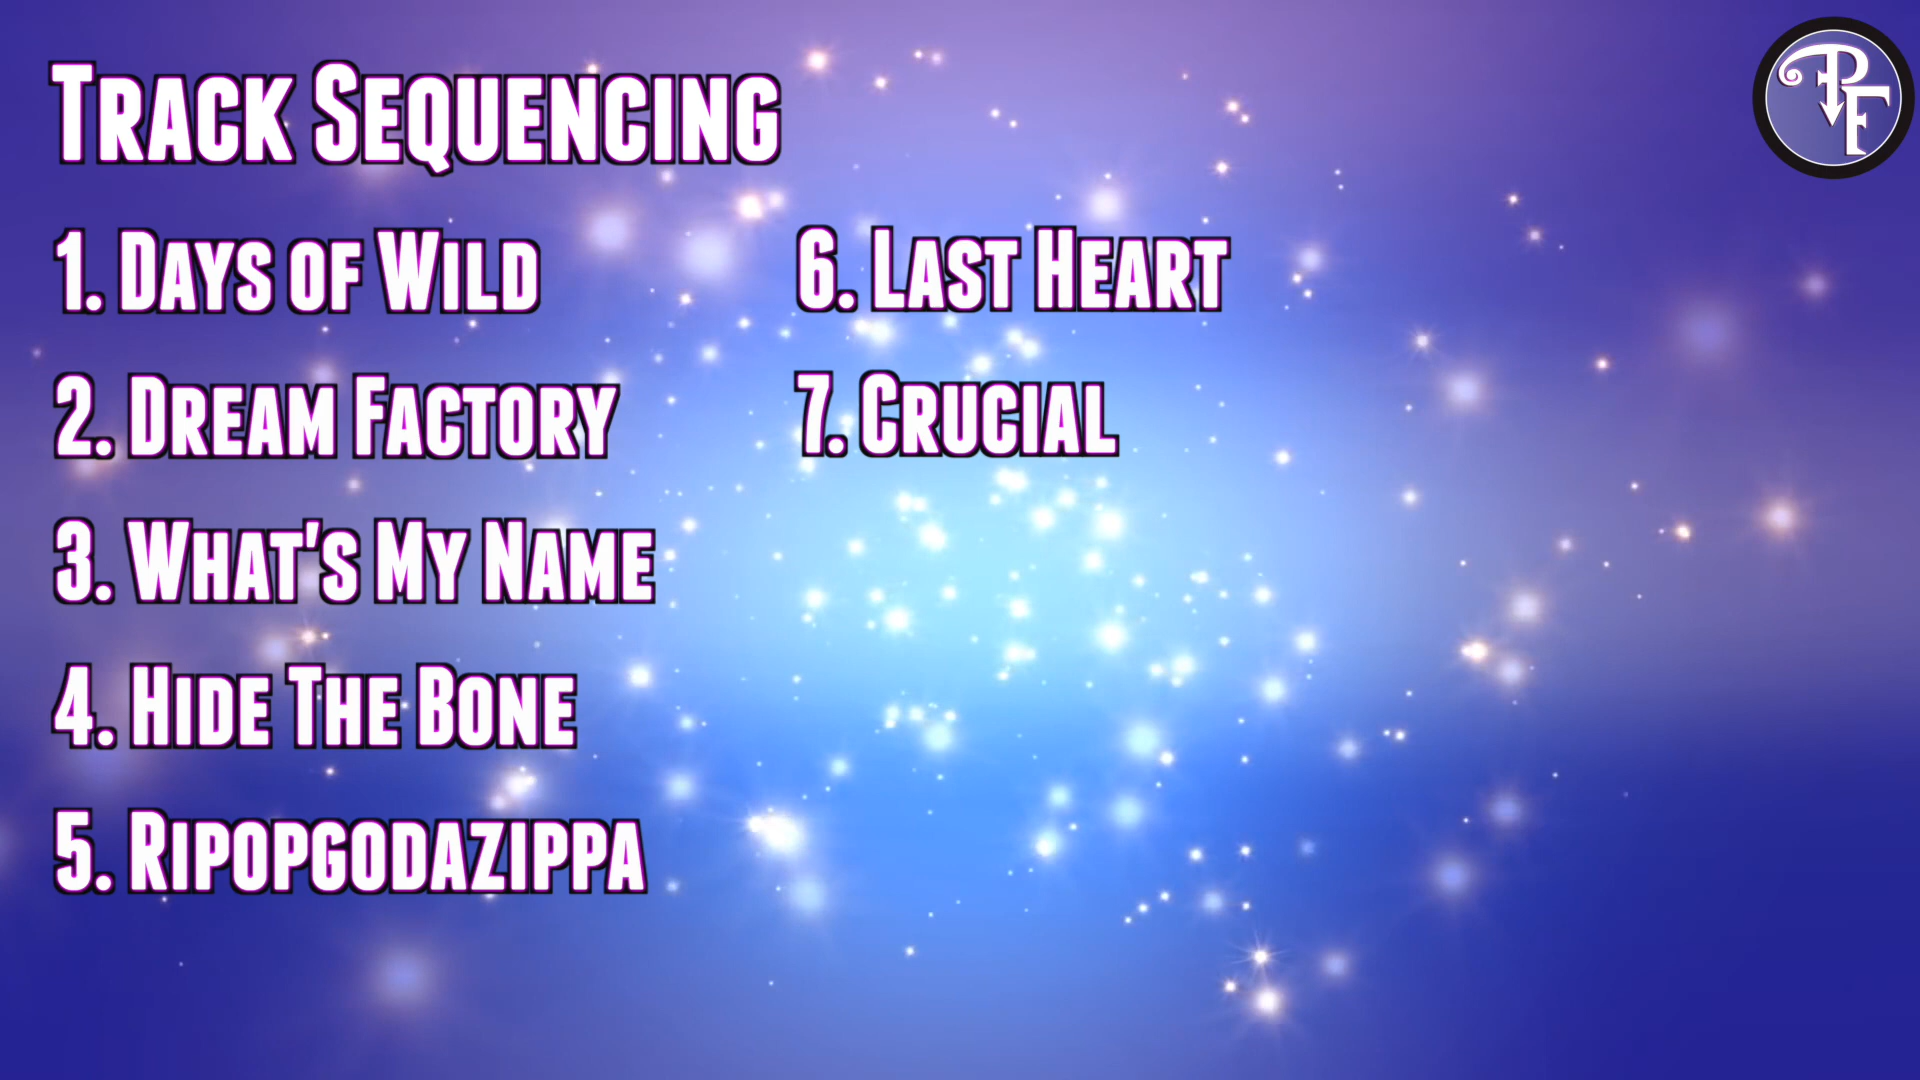 Track Sequencing
1. Days of Wild
2. Dream Factory
3. What's My Name
4. Hide The Bone
5. Ripopgodazippa
6. Last Heart
7. Crucial
PF